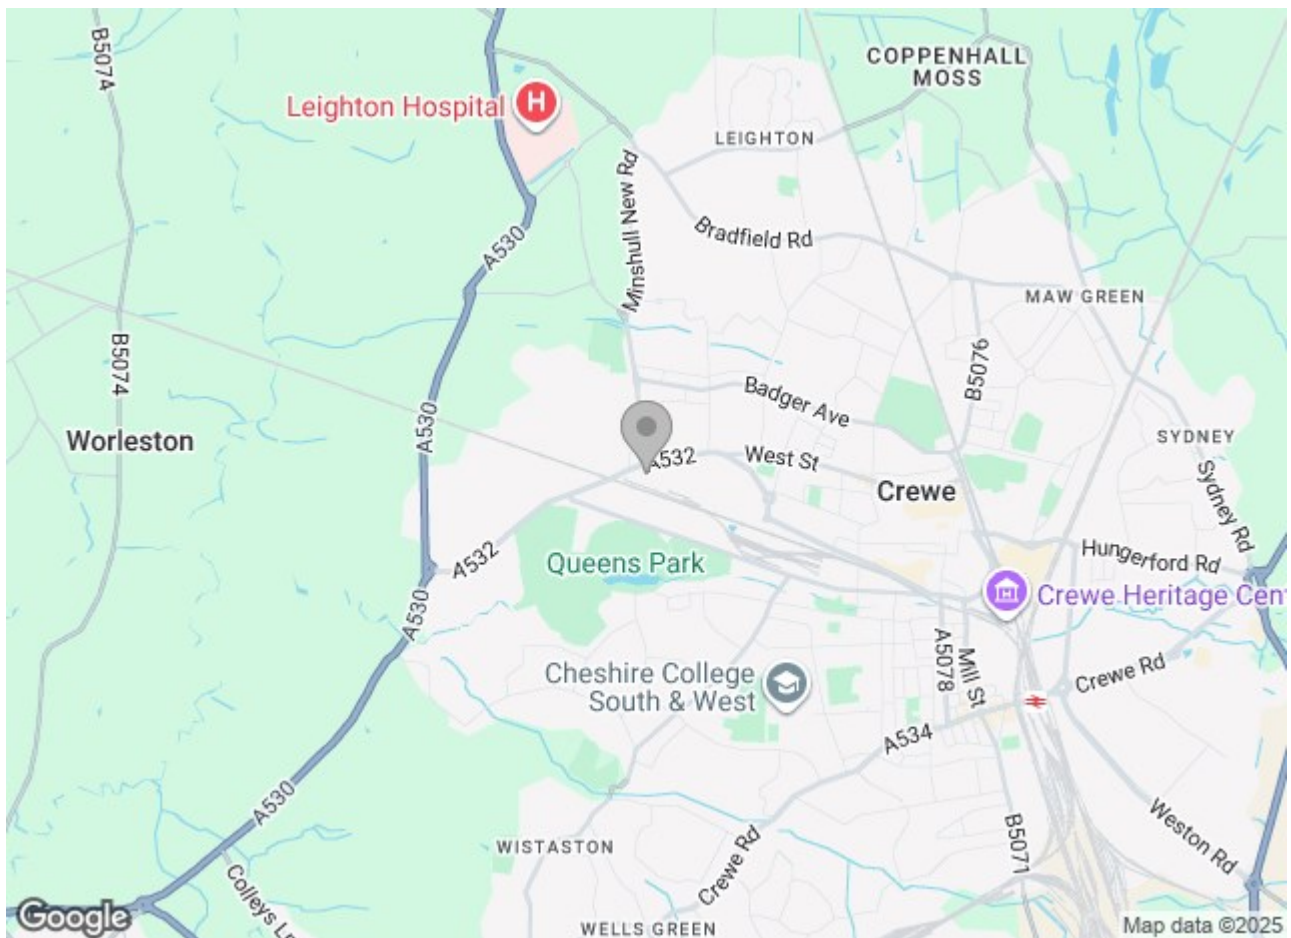 B5074
COPPENHALL
MOSS
Leighton Hospital
H
LEIGHTON
Minshull New Rd
Bradfield Rd
A530
MAW GREEN
B5074
B5076
Badger Ave
A530
Worleston
SYDNEY
A532
West St
Crewe
Sydney Rd
A532
Queens Park
Hungerford Rd
A530
Crewe Heritage Cent
A5078
Mill St
Cheshire College
South & West
Crewe Rd
A534
A530
Weston Rd
B5071
WISTASTON
Crewe Rd
Colleys Ln
WELLS GREEN
Google
Map data ©2025